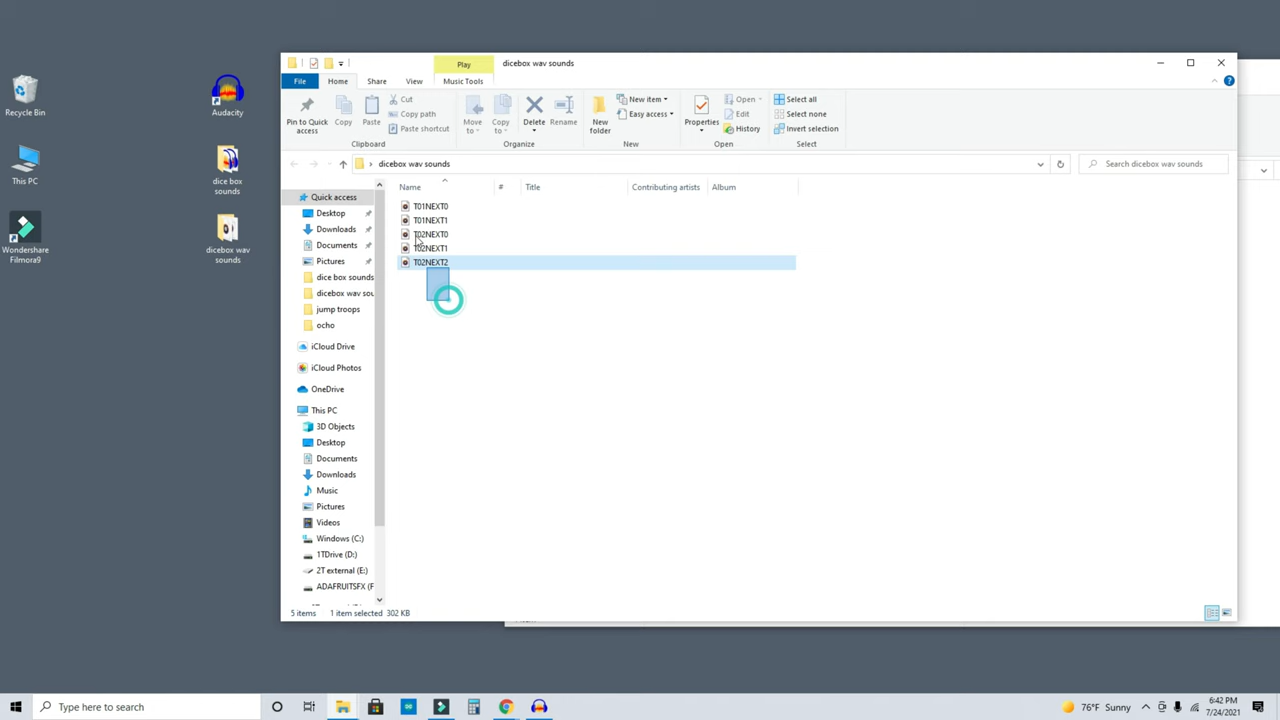 Recycle Bin
Audacity
This PC
dice box
sounds
Wondershare
Filmora9
dicebox wav
sounds
Play
dicebox wav sounds
File
Home
Share
View
Music Tools
Pin to Quick
access
Copy
Paste
Cut
Copy path
Paste shortcut
Clipboard
Move
to
Copy
to
Delete
Rename
Organize
New
folder
New item
Easy access
New
Properties
Open
Edit
History
Open
Select all
Select none
Invert selection
Select
dicebox wav sounds
Search dicebox wav sounds
Name
#
Title
Contributing artists
Album
T01NEXT0
T01NEXT1
T02NEXT0
T02NEXT1
T02NEXT2
Quick access
Desktop
Downloads
Documents
Pictures
dice box sounds
dicebox wav sou
jump troops
ocho
iCloud Drive
iCloud Photos
OneDrive
This PC
3D Objects
Desktop
Documents
Downloads
Music
Pictures
Videos
Windows (C:)
1TDrive (D:)
2T external (E:)
ADAFRUITSFX (F
5 items
1 item selected 302 KB
Type here to search
76°F Sunny
6:42 PM
7/24/2021